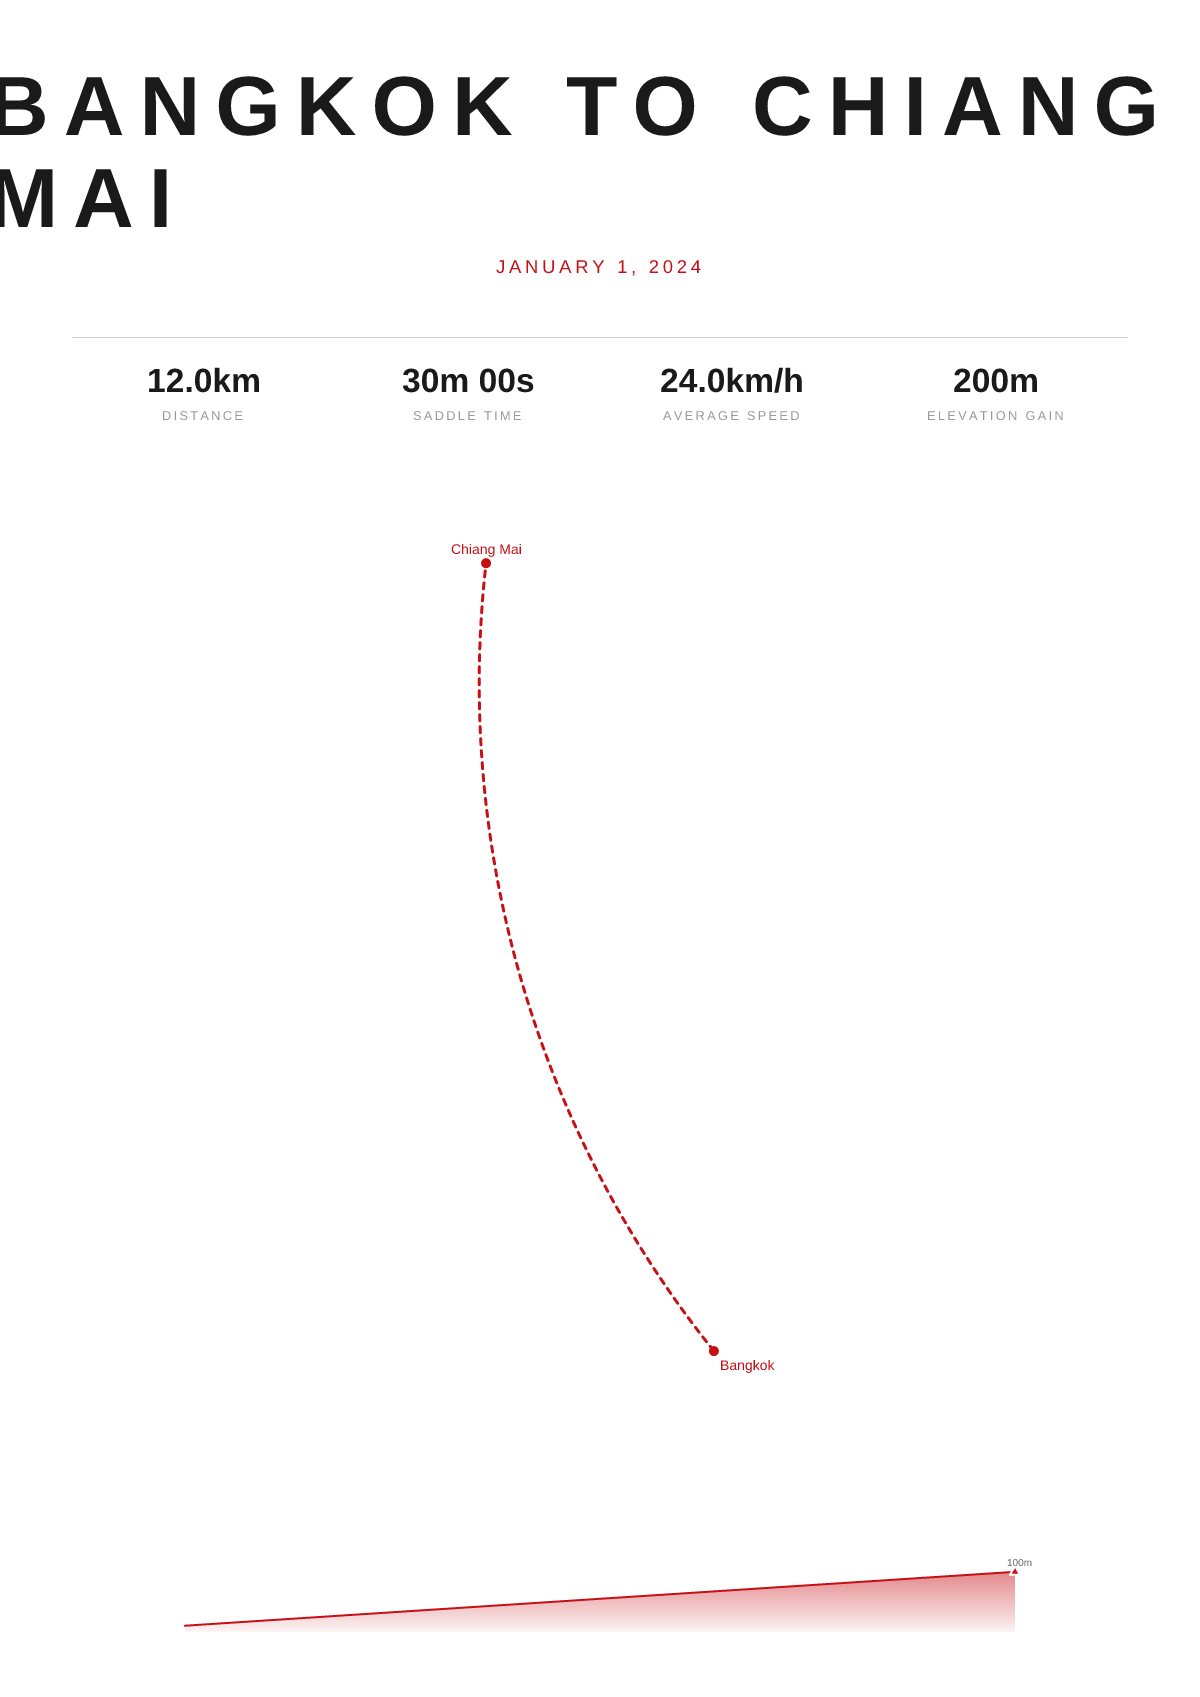 BANGKOK TO CHIANG
MAI
JANUARY 1, 2024
12.0km 30m 00s 24.0km/h 200m
DISTANCE SADDLE TIME AVERAGE SPEED ELEVATION GAIN
Chiang Mai
Bangkok
100m